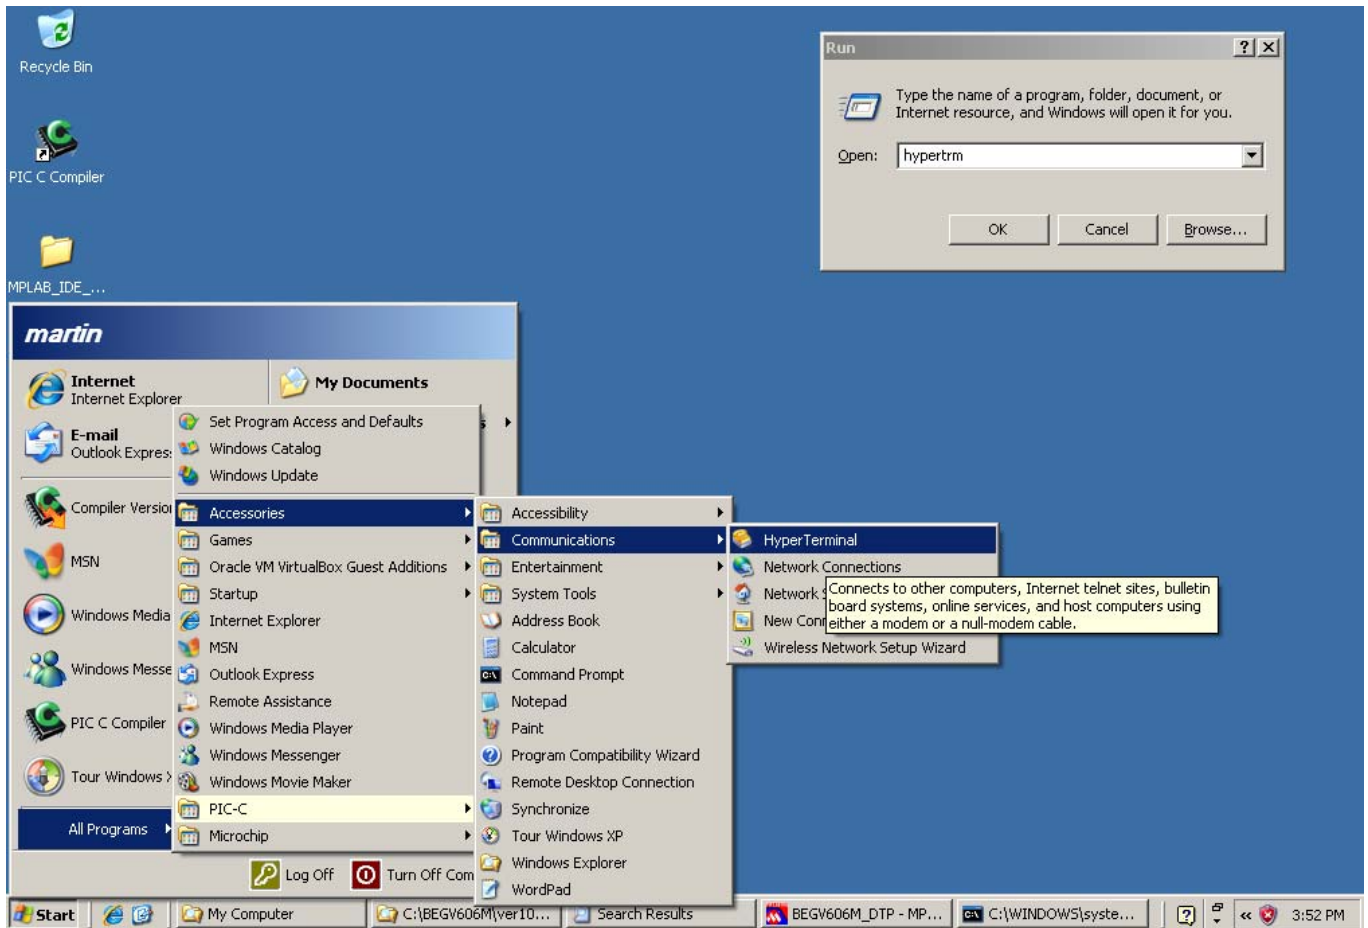 Recycle Bin
PIC C Compiler
MPLAB_IDE_...
Run
Type the name of a program, folder, document, or
Internet resource, and Windows will open it for you.
Open: hypertrm
OK Cancel Browse...
martin
Internet
Internet Explorer
My Documents
E-mail
Outlook Expres
Compiler Versio
MSN
Windows Media
Windows Messe
PIC C Compiler
Tour Windows
All Programs
Log Off Turn Off Com
Set Program Access and Defaults
Windows Catalog
Windows Update
Accessories
Games
Oracle VM VirtualBox Guest Additions
Startup
Internet Explorer
MSN
Outlook Express
Remote Assistance
Windows Media Player
Windows Messenger
Windows Movie Maker
PIC-C
Microchip
Accessibility
Communications
Entertainment
System Tools
Address Book
Calculator
Command Prompt
Notepad
Paint
Program Compatibility Wizard
Remote Desktop Connection
Synchronize
Tour Windows XP
Windows Explorer
WordPad
HyperTerminal
Network Connections
Network
New Con
Wireless Network Setup Wizard
Connects to other computers, Internet telnet sites, bulletin
board systems, online services, and host computers using
either a modem or a null-modem cable.
Start My Computer C:\BEGV606M\ver10... Search Results BEGV606M_DTP - MP... C:\WINDOWS\syste... 3:52 PM